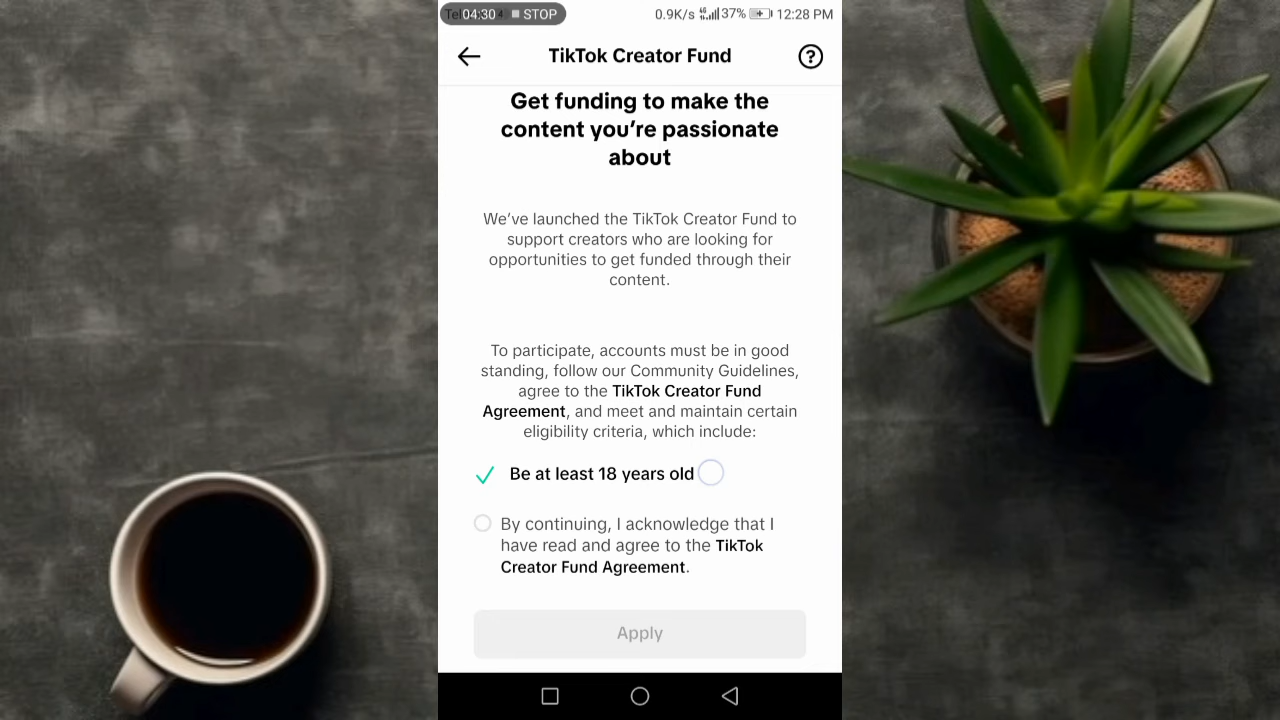 04:30 STOP 0.9K/s 4G 37% 12:28 PM
TikTok Creator Fund
Get funding to make the
content you’re passionate
about
We’ve launched the TikTok Creator Fund to
support creators who are looking for
opportunities to get funded through their
content.
To participate, accounts must be in good
standing, follow our Community Guidelines,
agree to the TikTok Creator Fund
Agreement, and meet and maintain certain
eligibility criteria, which include:
Be at least 18 years old
By continuing, I acknowledge that I
have read and agree to the TikTok
Creator Fund Agreement.
Apply